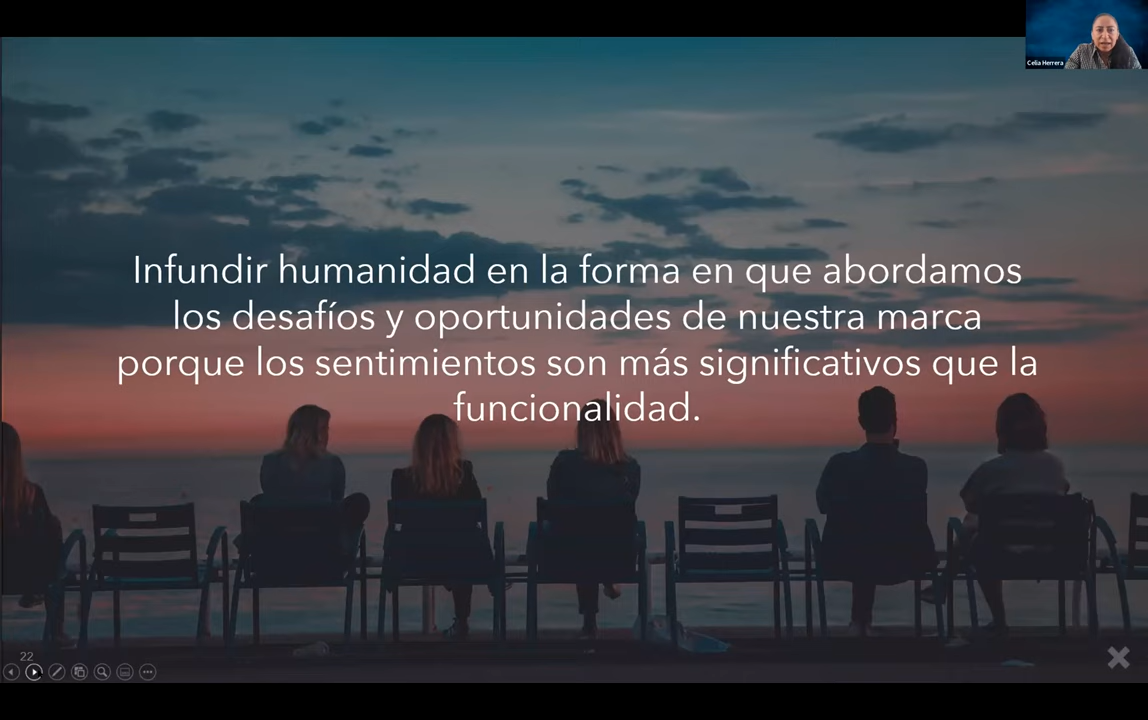 Celia Herrera
Infundir humanidad en la forma en que abordamos
los desafíos y oportunidades de nuestra marca
porque los sentimientos son más significativos que la
funcionalidad.
22